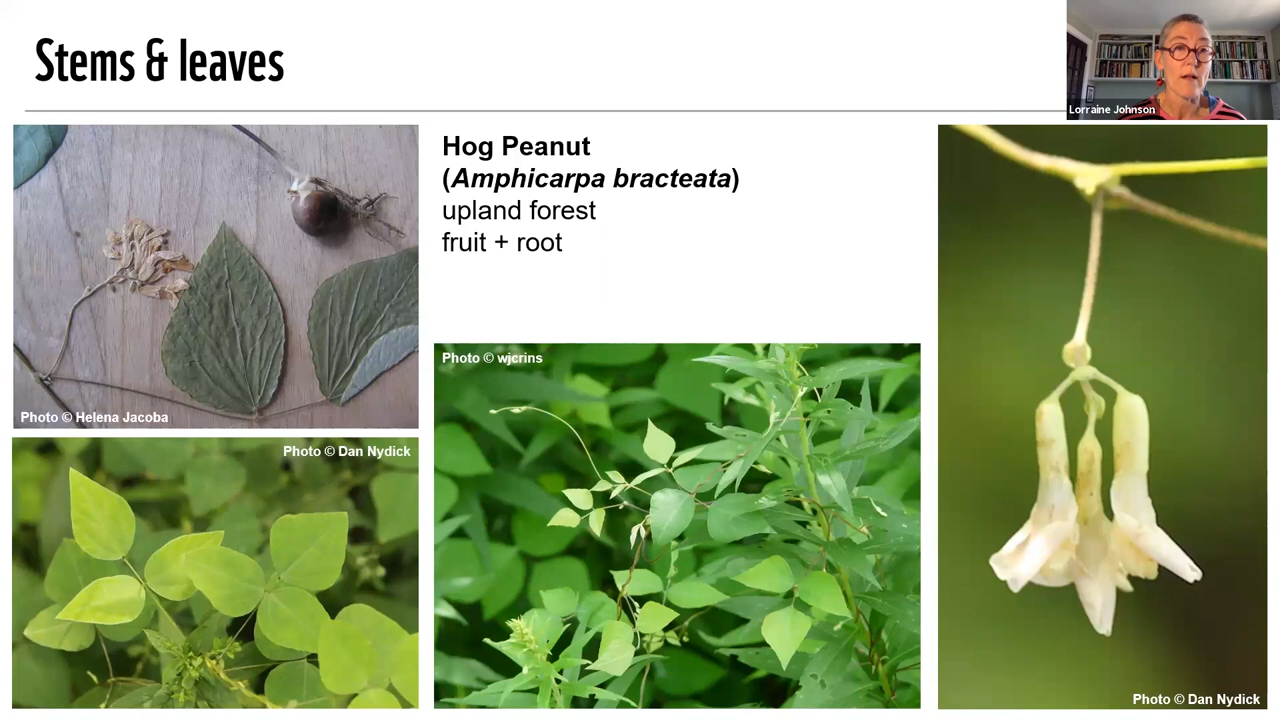 Stems & leaves
Lorraine Johnson
Hog Peanut
(Amphicarpa bracteata)
upland forest
fruit + root
Photo © Helena Jacoba
Photo © Dan Nydick
Photo © wjcrins
Photo © Dan Nydick